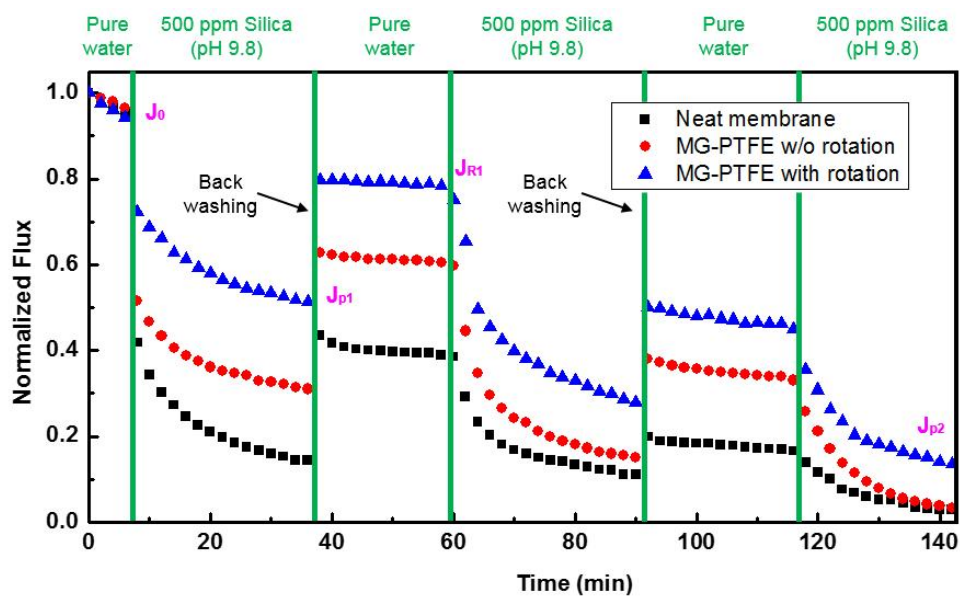 Pure
water
500 ppm Silica
(pH 9.8)
Pure
water
500 ppm Silica
(pH 9.8)
Pure
water
500 ppm Silica
(pH 9.8)
1.0
0.8
0.6
0.4
0.2
0.0
Normalized Flux
J0
Jp1
JR1
Jp2
Back
washing
Back
washing
Neat membrane
MG-PTFE w/o rotation
MG-PTFE with rotation
0 20 40 60 80 100 120 140
Time (min)